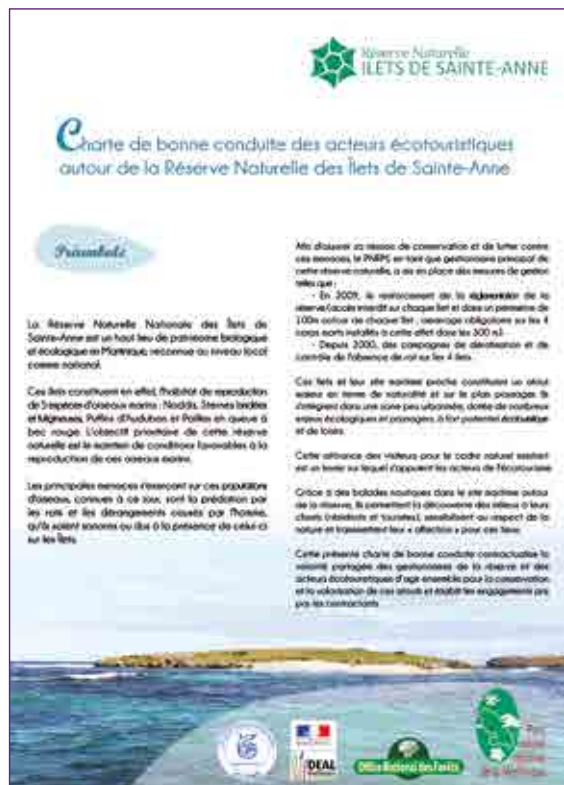 Réserve Naturelle
ILETS DE SAINTE-ANNE
Charte de bonne conduite des acteurs écotouristiques
autour de la Réserve Naturelle des Îlets de Sainte-Anne
Préambule
La Réserve Naturelle Nationale des Îlets de
Sainte-Anne est un haut lieu de patrimoine biologique
et écologique en Martinique, reconnue au niveau local
comme national.
Ces îlets constituent en effet, l'habitat de reproduction
de 5 espèces d'oiseaux marins : Noddis, Sternes bridées
et fuligineuses, Puffins d'Audubon et Pailles en queue à
bec rouge. L'objectif prioritaire de cette réserve
naturelle est le maintien de conditions favorables à la
reproduction de ces oiseaux marins.
Les principales menaces s'exerçant sur ces populations
d'oiseaux, connues à ce jour, sont la prédation par
les rats et les dérangements causés par l'homme,
qu'ils soient sonores ou dus à la présence de celui-ci
sur les îlets.
Afin d'assurer sa mission de conservation et de lutter contre
ces menaces, le PNRM en tant que gestionnaire principal de
cette réserve naturelle, a mis en place des mesures de gestion
telles que :
- En 2009, le renforcement de la réglementation de la
réserve (accès interdit sur chaque îlet et dans un périmètre de
100m autour de chaque îlet ; amarrage obligatoire sur les 4
corps morts installés à cette effet dans les 300 m).
- Depuis 2000, des campagnes de dératisation et de
contrôle de l'absence de rat sur les 4 îlets.
Ces îlets et leur site maritime proche constituent un atout
majeur en terme de naturalité et sur le plan paysager. Ils
s'intègrent dans une zone peu urbanisée, dotée de nombreux
enjeux écologiques et paysagers, à fort potentiel écotouristique
et de loisirs.
Cette attirance des visiteurs pour le cadre naturel existant
est un levier sur lequel s'appuient les acteurs de l'écotourisme
Grâce à des balades nautiques dans le site maritime autour
de la réserve, ils permettent la découverte des milieux à leurs
clients (résidents et touristes), sensibilisent au respect de la
nature et transmettent leur « affection » pour ces lieux.
Cette présente charte de bonne conduite contractualise la
volonté partagée des gestionnaires de la réserve et des
acteurs écotouristiques d'agir ensemble pour la conservation
et la valorisation de ces atouts et établit les engagements pris
par les contractants
DEAL
Office National des Forêts